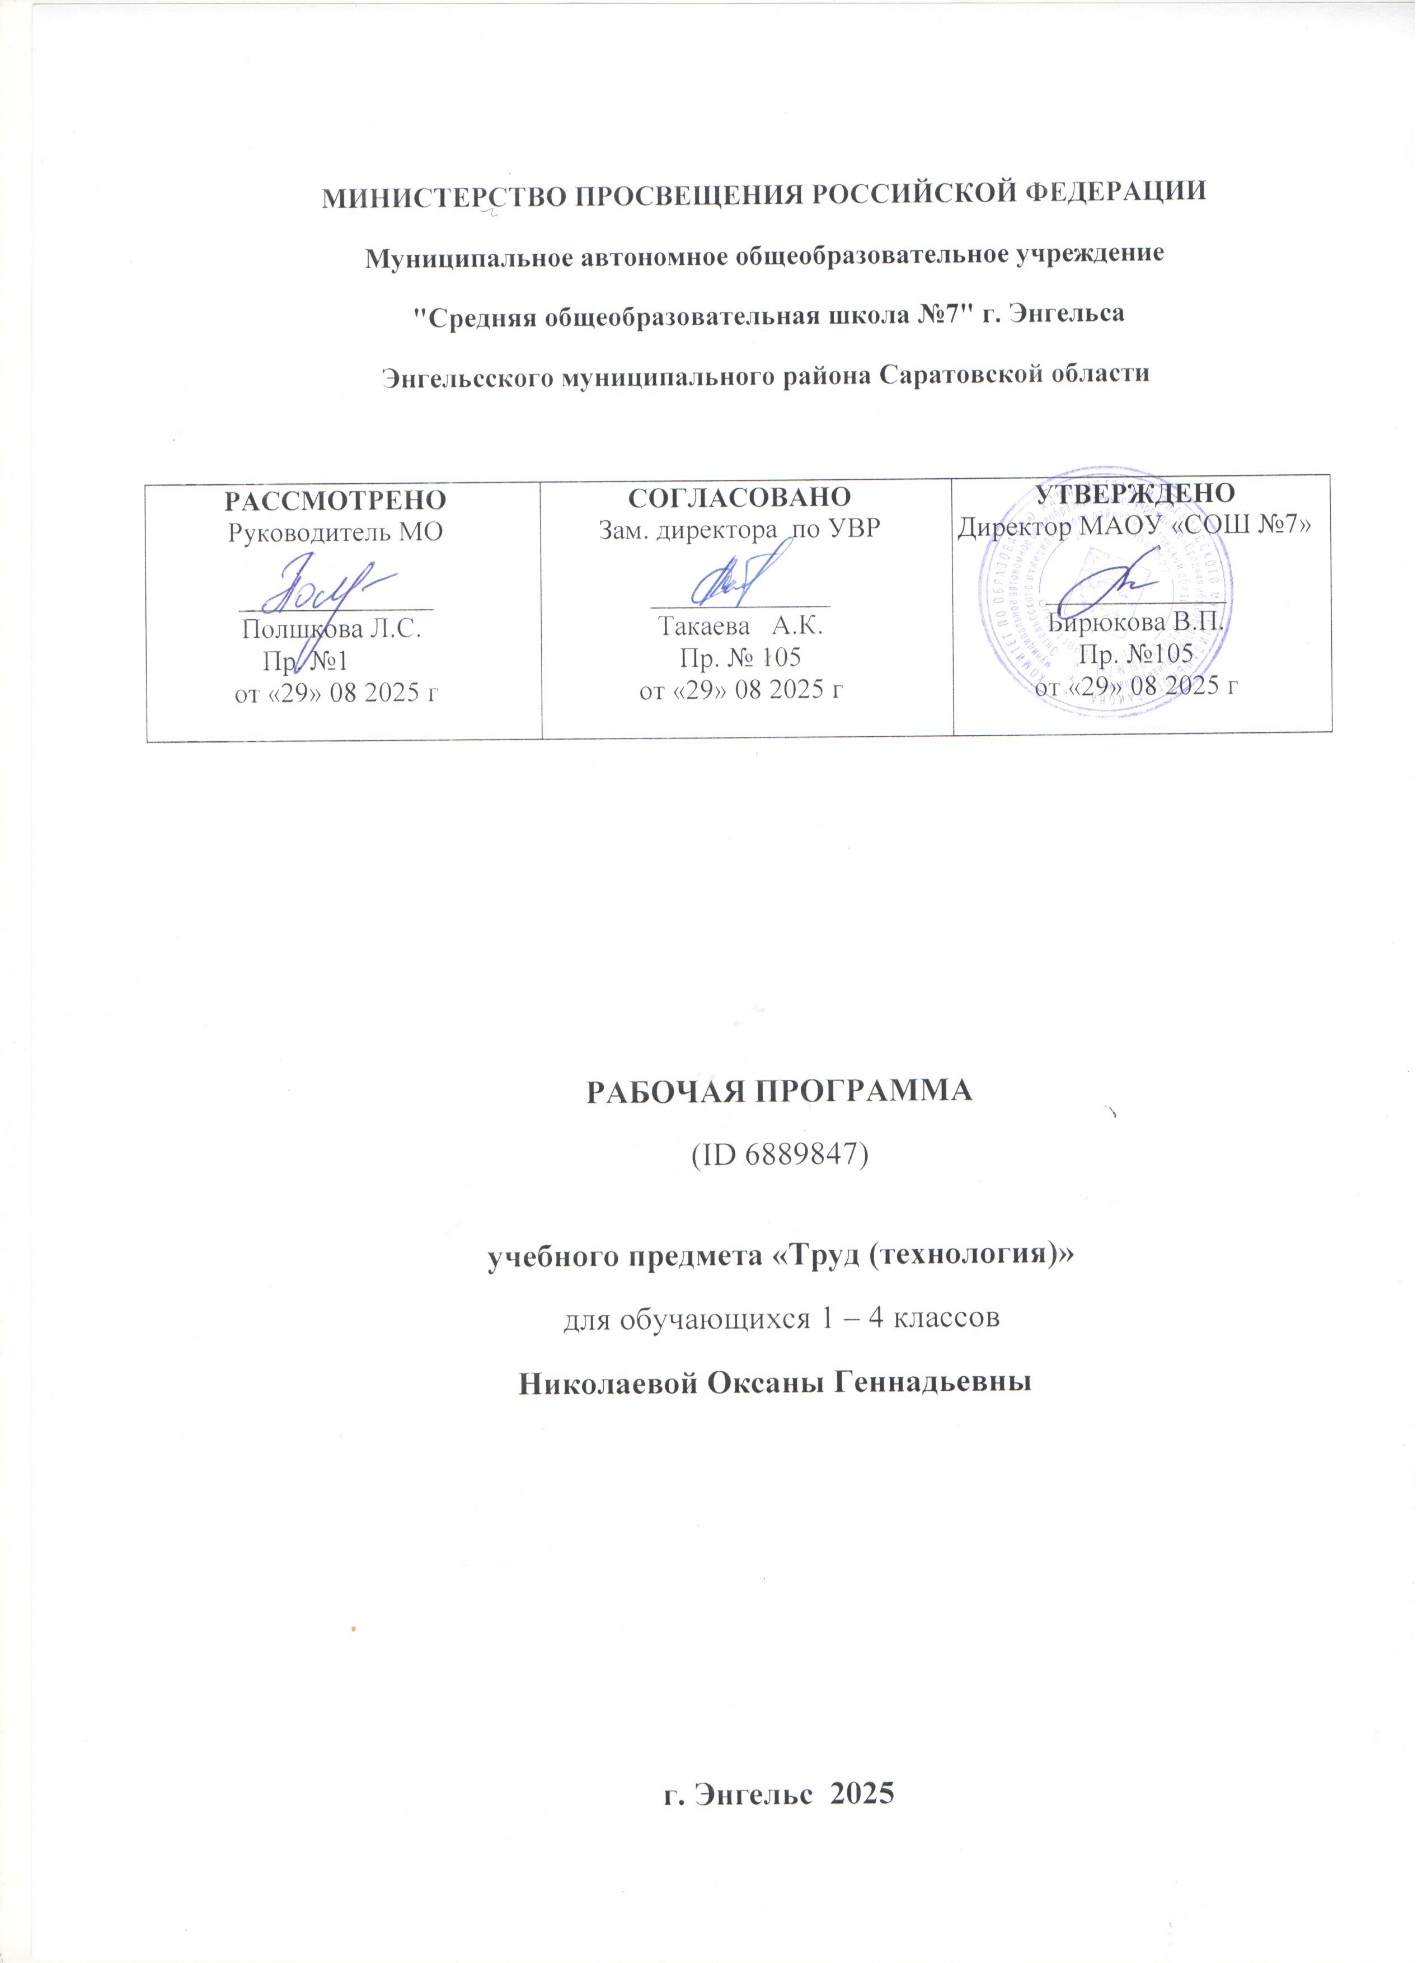 МИНИСТЕРСТВО ПРОСВЕЩЕНИЯ РОССИЙСКОЙ ФЕДЕРАЦИИ
Муниципальное автономное общеобразовательное учреждение
"Средняя общеобразовательная школа №7" г. Энгельса
Энгельсского муниципального района Саратовской области
РАССМОТРЕНО
Руководитель МО
Полшкова Л.С.
Пр. №1
от «29» 08 2025 г
СОГЛАСОВАНО
Зам. директора по УВР
Такаева А.К.
Пр. № 105
от «29» 08 2025 г
УТВЕРЖДЕНО
Директор МАОУ «СОШ №7»
Бирюкова В.П.
Пр. №105
от «29» 08 2025 г
РАБОЧАЯ ПРОГРАММА
(ID 6889847)
учебного предмета «Труд (технология)»
для обучающихся 1 – 4 классов
Николаевой Оксаны Геннадьевны
г. Энгельс 2025